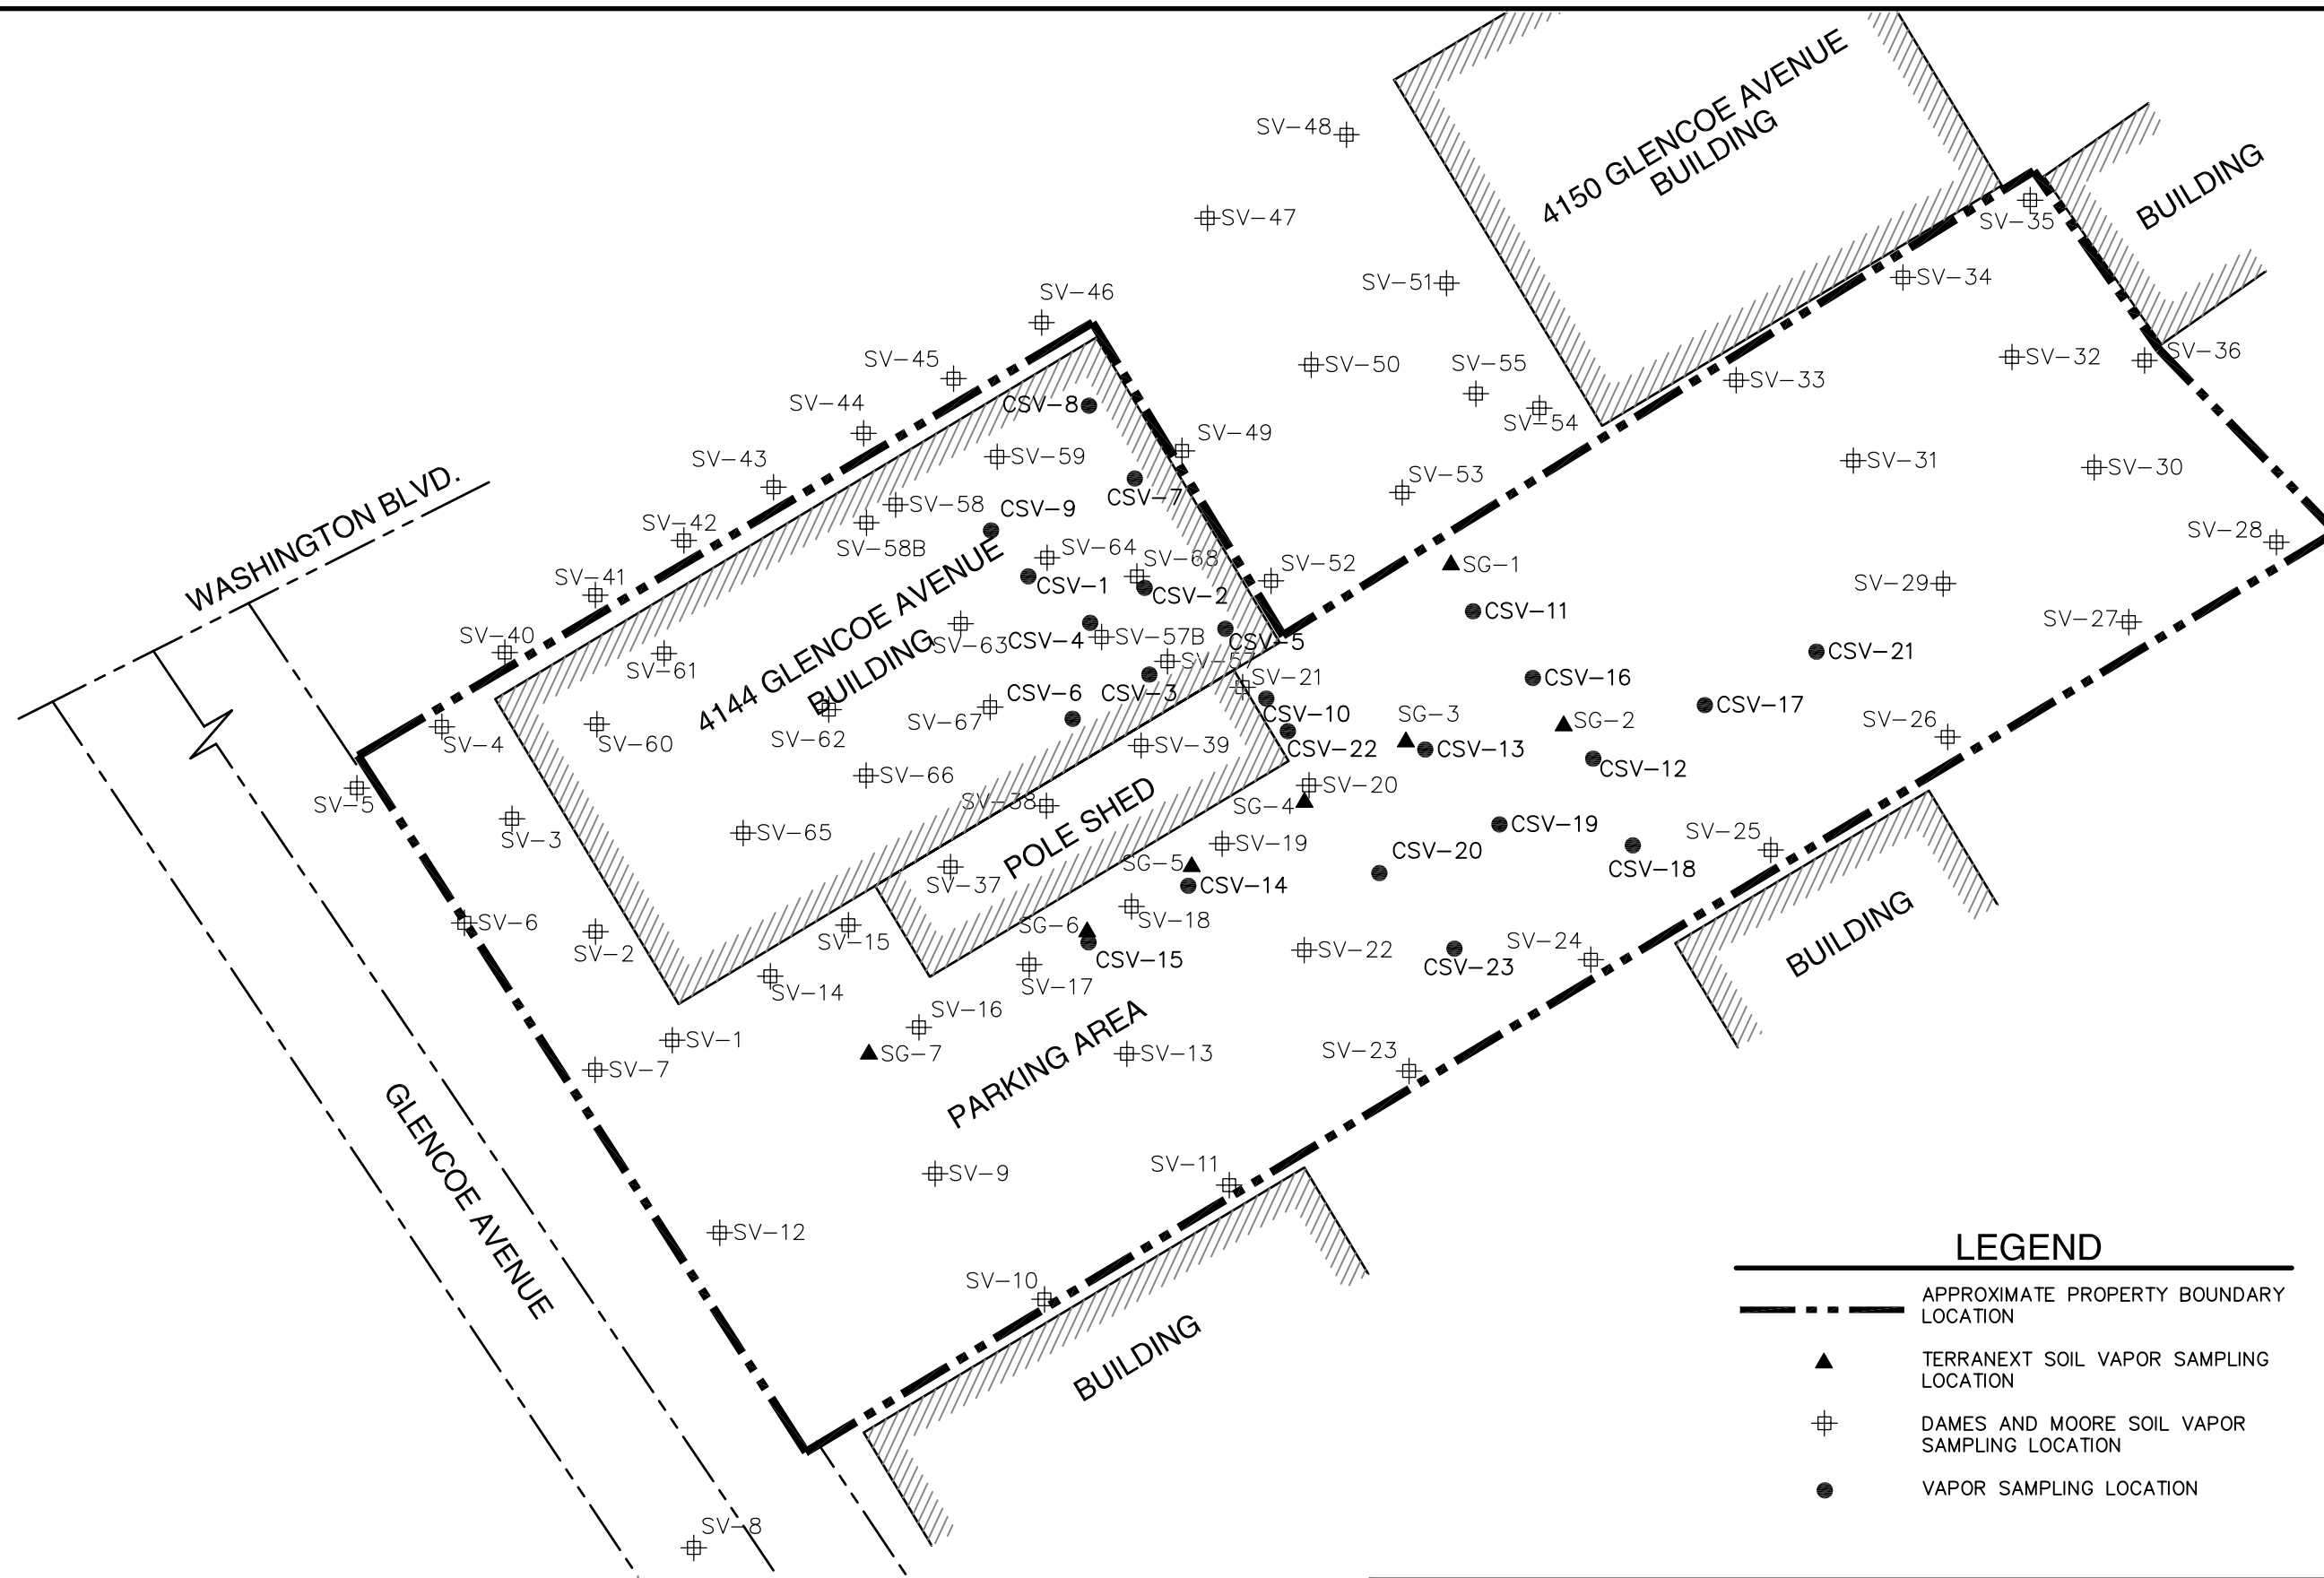 4150 GLENCOE AVENUE
BUILDING
SV-48
BUILDING
SV-47
SV-35
SV-51
SV-34
SV-46
SV-45
SV-50
SV-55
SV-32
SV-36
SV-33
SV-44
CSV-8
SV-54
SV-43
SV-59
SV-49
SV-31
SV-30
SV-53
WASHINGTON BLVD.
SV-58
CSV-7
CSV-9
SV-42
SV-58B
SV-28
SV-64
SV-68
SV-52
SG-1
SV-41
CSV-1
CSV-2
SV-29
CSV-11
SV-27
SV-40
SV-63
CSV-4
SV-57B
CSV-5
CSV-21
4144 GLENCOE AVENUE
BUILDING
SV-61
SV-57
SV-21
CSV-16
CSV-6
CSV-3
CSV-17
SV-67
CSV-10
SG-3
SG-2
SV-26
SV-4
SV-60
SV-62
SV-39
CSV-22
CSV-13
CSV-12
SV-66
SV-20
SV-5
SV-38
SG-4
POLE SHED
SV-3
SV-65
SV-19
CSV-19
SV-25
CSV-20
CSV-18
SG-5
SV-37
CSV-14
SV-6
SV-18
SG-6
SV-15
SV-2
CSV-15
SV-22
CSV-23
SV-24
BUILDING
SV-14
SV-17
SV-16
PARKING AREA
SV-1
SG-7
SV-13
SV-23
SV-7
GLENCOE AVENUE
SV-9
SV-11
SV-12
SV-10
BUILDING
SV-8
LEGEND
APPROXIMATE PROPERTY BOUNDARY
LOCATION
TERRANEXT SOIL VAPOR SAMPLING
LOCATION
DAMES AND MOORE SOIL VAPOR
SAMPLING LOCATION
VAPOR SAMPLING LOCATION